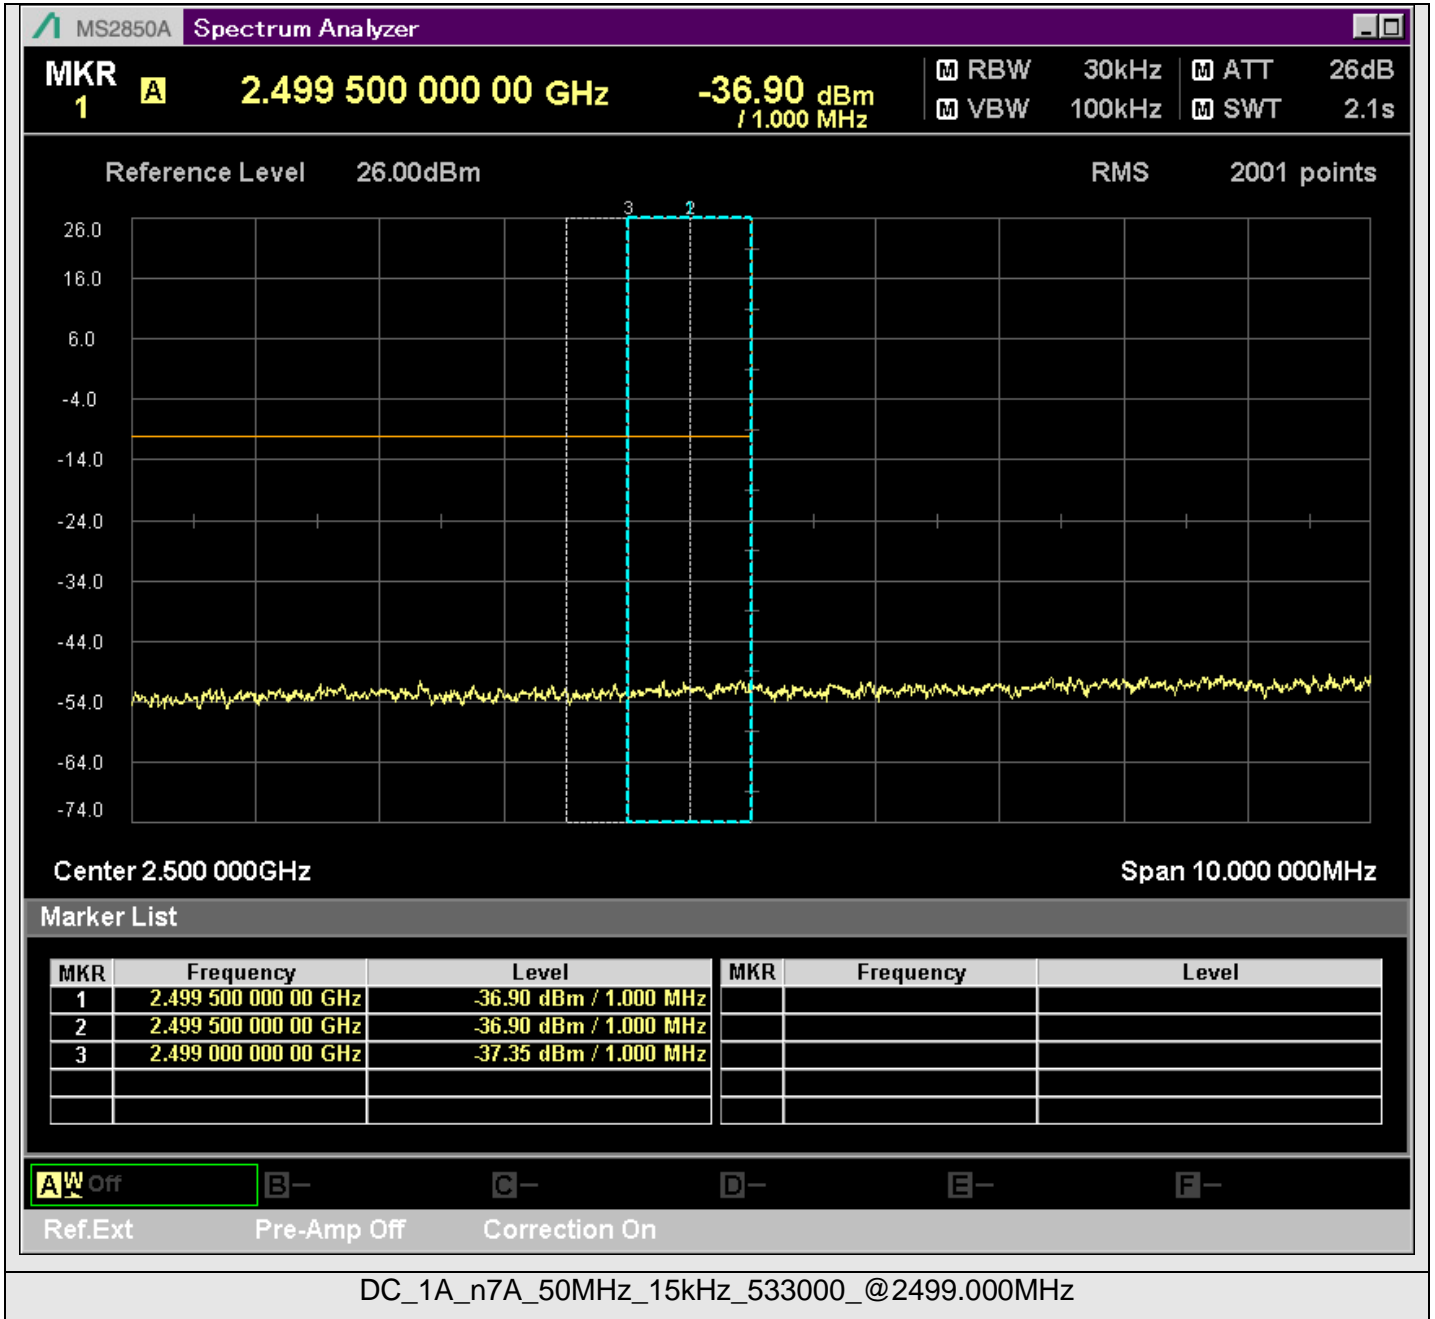 MS2850A Spectrum Analyzer
MKR 1 A 2.499 500 000 00 GHz -36.90 dBm / 1.000 MHz
M RBW 30kHz M ATT 26dB
M VBW 100kHz M SWT 2.1s
Reference Level 26.00dBm RMS 2001 points
3 2
26.0
16.0
6.0
-4.0
-14.0
-24.0
-34.0
-44.0
-54.0
-64.0
-74.0
Center 2.500 000GHz Span 10.000 000MHz
Marker List
MKR Frequency Level MKR Frequency Level
1 2.499 500 000 00 GHz -36.90 dBm / 1.000 MHz
2 2.499 500 000 00 GHz -36.90 dBm / 1.000 MHz
3 2.499 000 000 00 GHz -37.35 dBm / 1.000 MHz
A W Off B- C- D- E- F-
Ref.Ext Pre-Amp Off Correction On
DC_1A_n7A_50MHz_15kHz_533000_@2499.000MHz